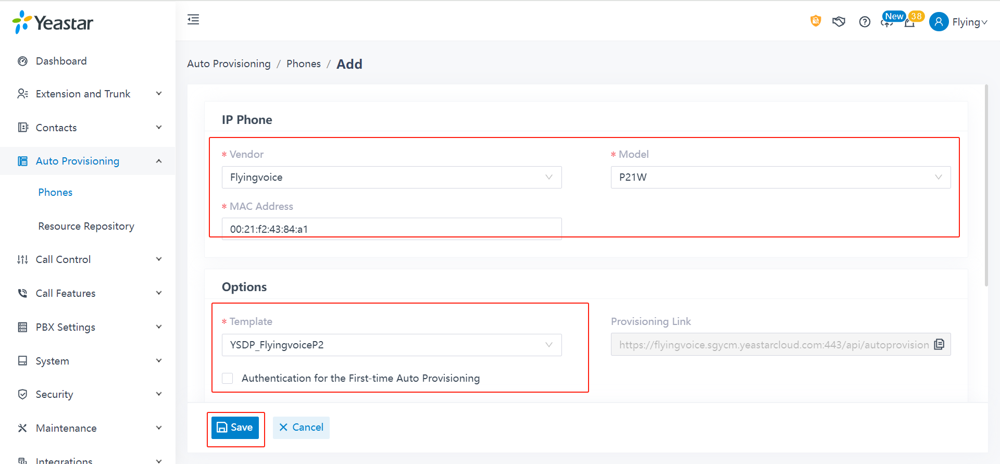 Yeastar
New
38
Flying
Dashboard
Extension and Trunk
Contacts
Auto Provisioning
Phones
Resource Repository
Call Control
Call Features
PBX Settings
System
Security
Maintenance
Integrations
Auto Provisioning / Phones / Add
IP Phone
* Vendor
* Model
Flyingvoice
P21W
* MAC Address
00:21:f2:43:84:a1
Options
* Template
Provisioning Link
YSDP_FlyingvoiceP2
https://flyingvoice.sgycm.yeastarcloud.com:443/api/autoprovision
Authentication for the First-time Auto Provisioning
Save
Cancel